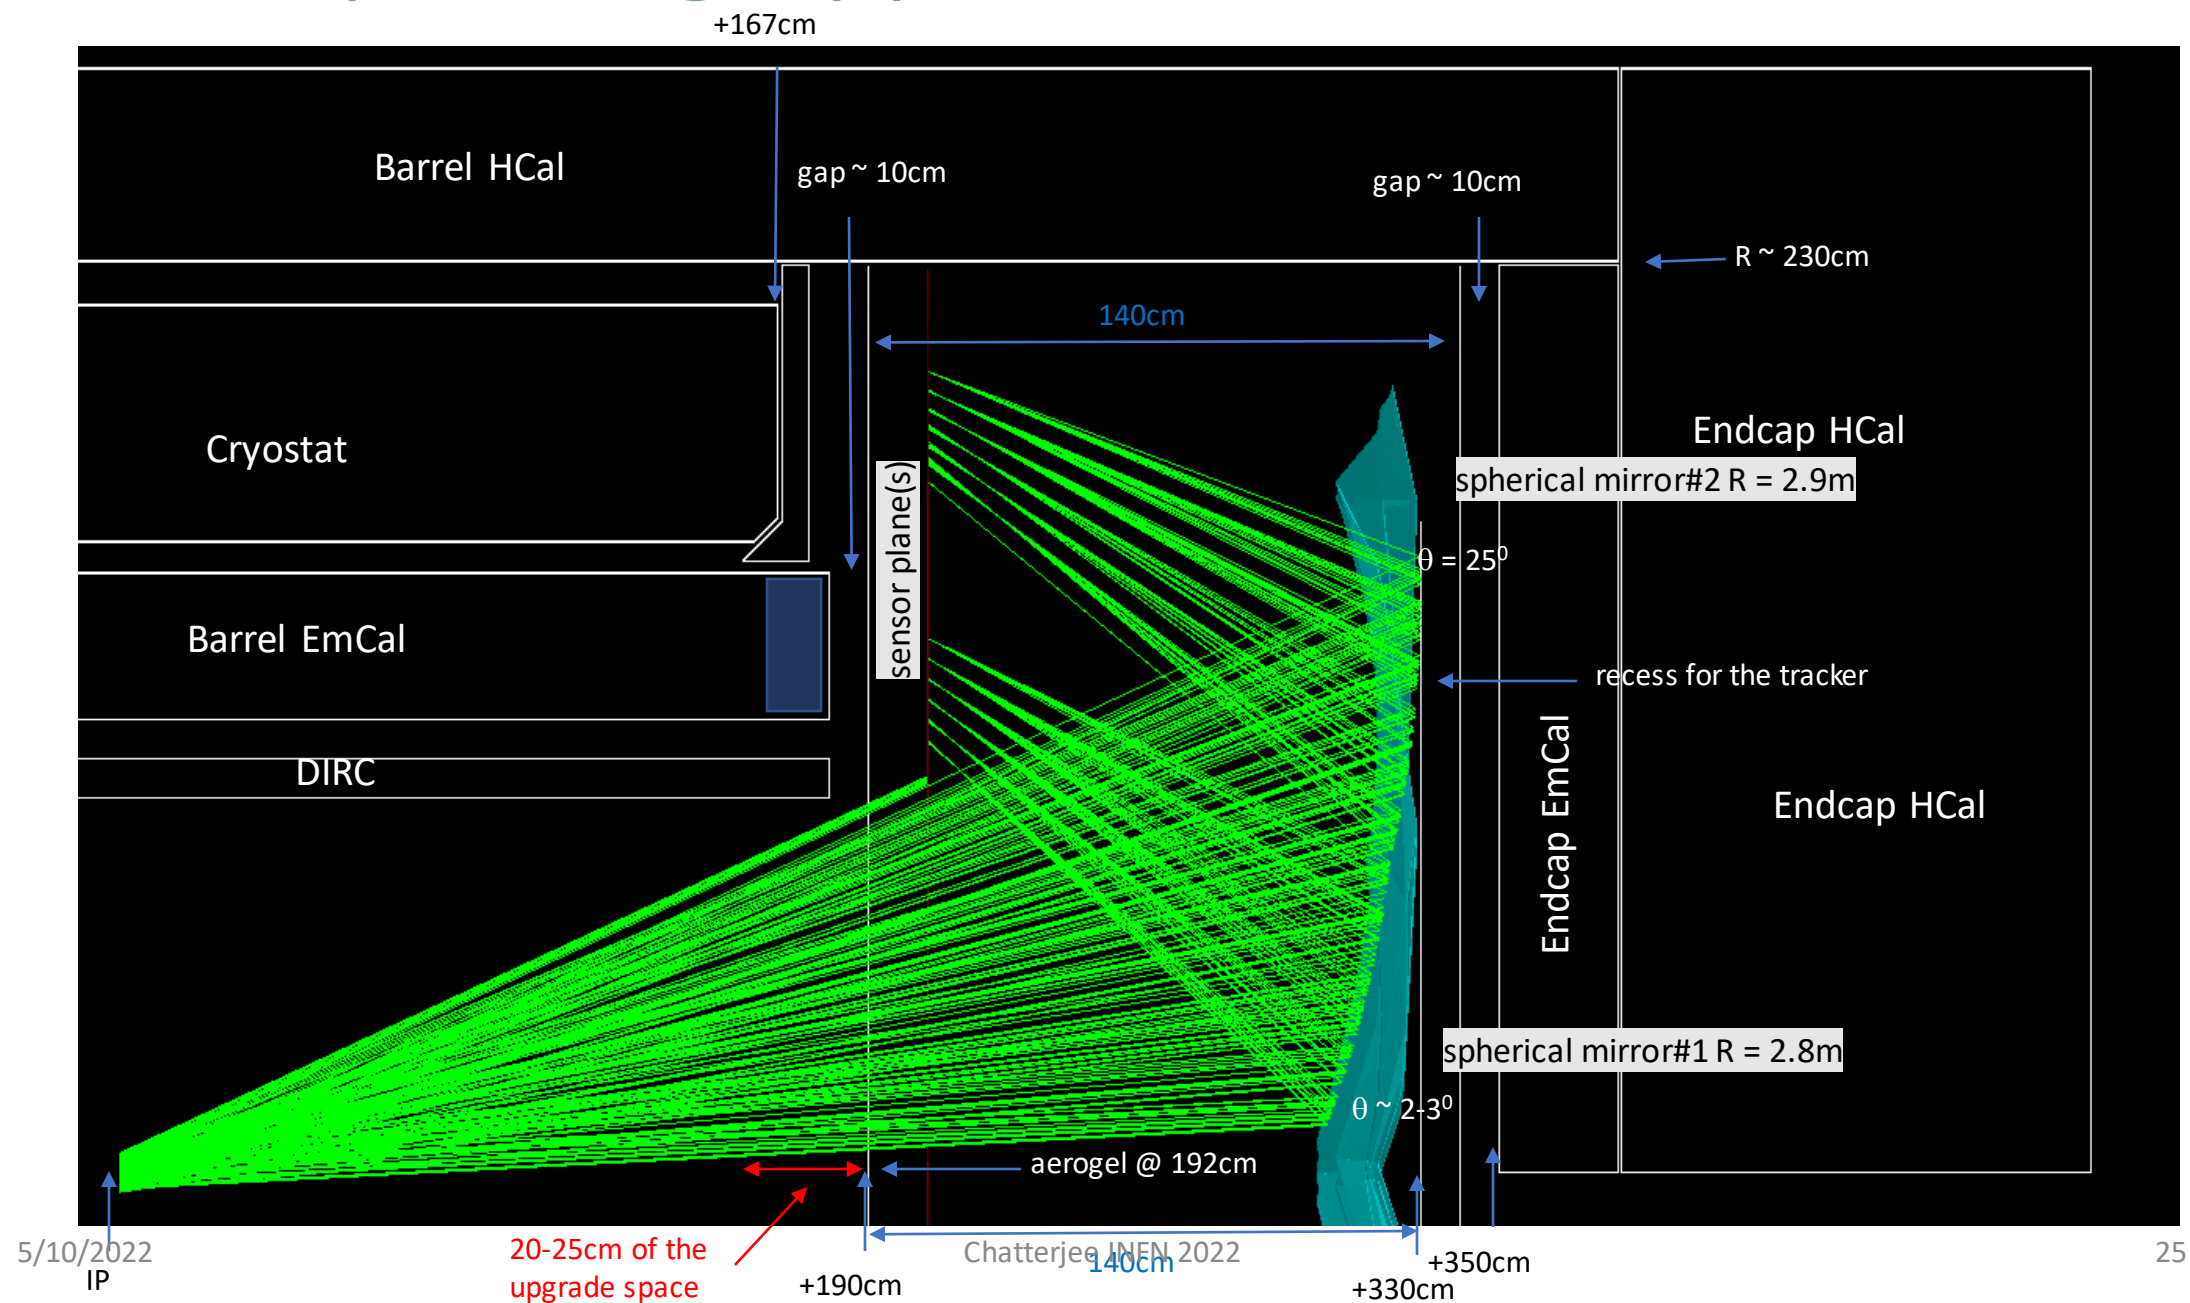 +167cm
Barrel HCal
gap ~ 10cm
gap ~ 10cm
R ~ 230cm
140cm
Cryostat
Endcap HCal
spherical mirror#2 R = 2.9m
sensor plane(s)
θ = 25⁰
Barrel EmCal
recess for the tracker
DIRC
Endcap EmCal
Endcap HCal
spherical mirror#1 R = 2.8m
θ ~ 2-3⁰
aerogel @ 192cm
5/10/2022
IP
20-25cm of the
upgrade space
+190cm
Chatterjee INFN 2022
140cm
+350cm
+330cm
25